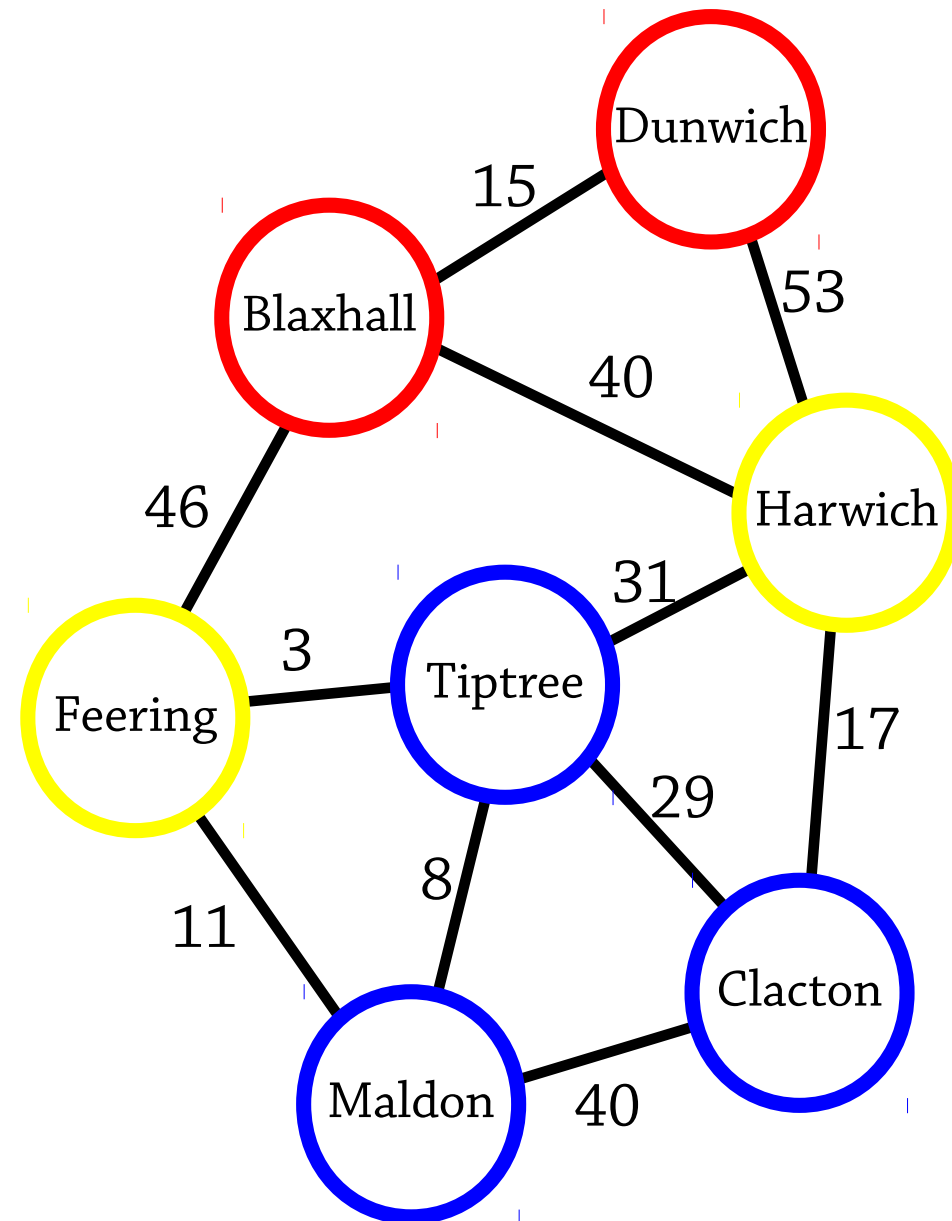 Dunwich
15
53
Blaxhall
40
46
Harwich
31
3
Tiptree
Feering
17
29
8
11
Clacton
Maldon
40